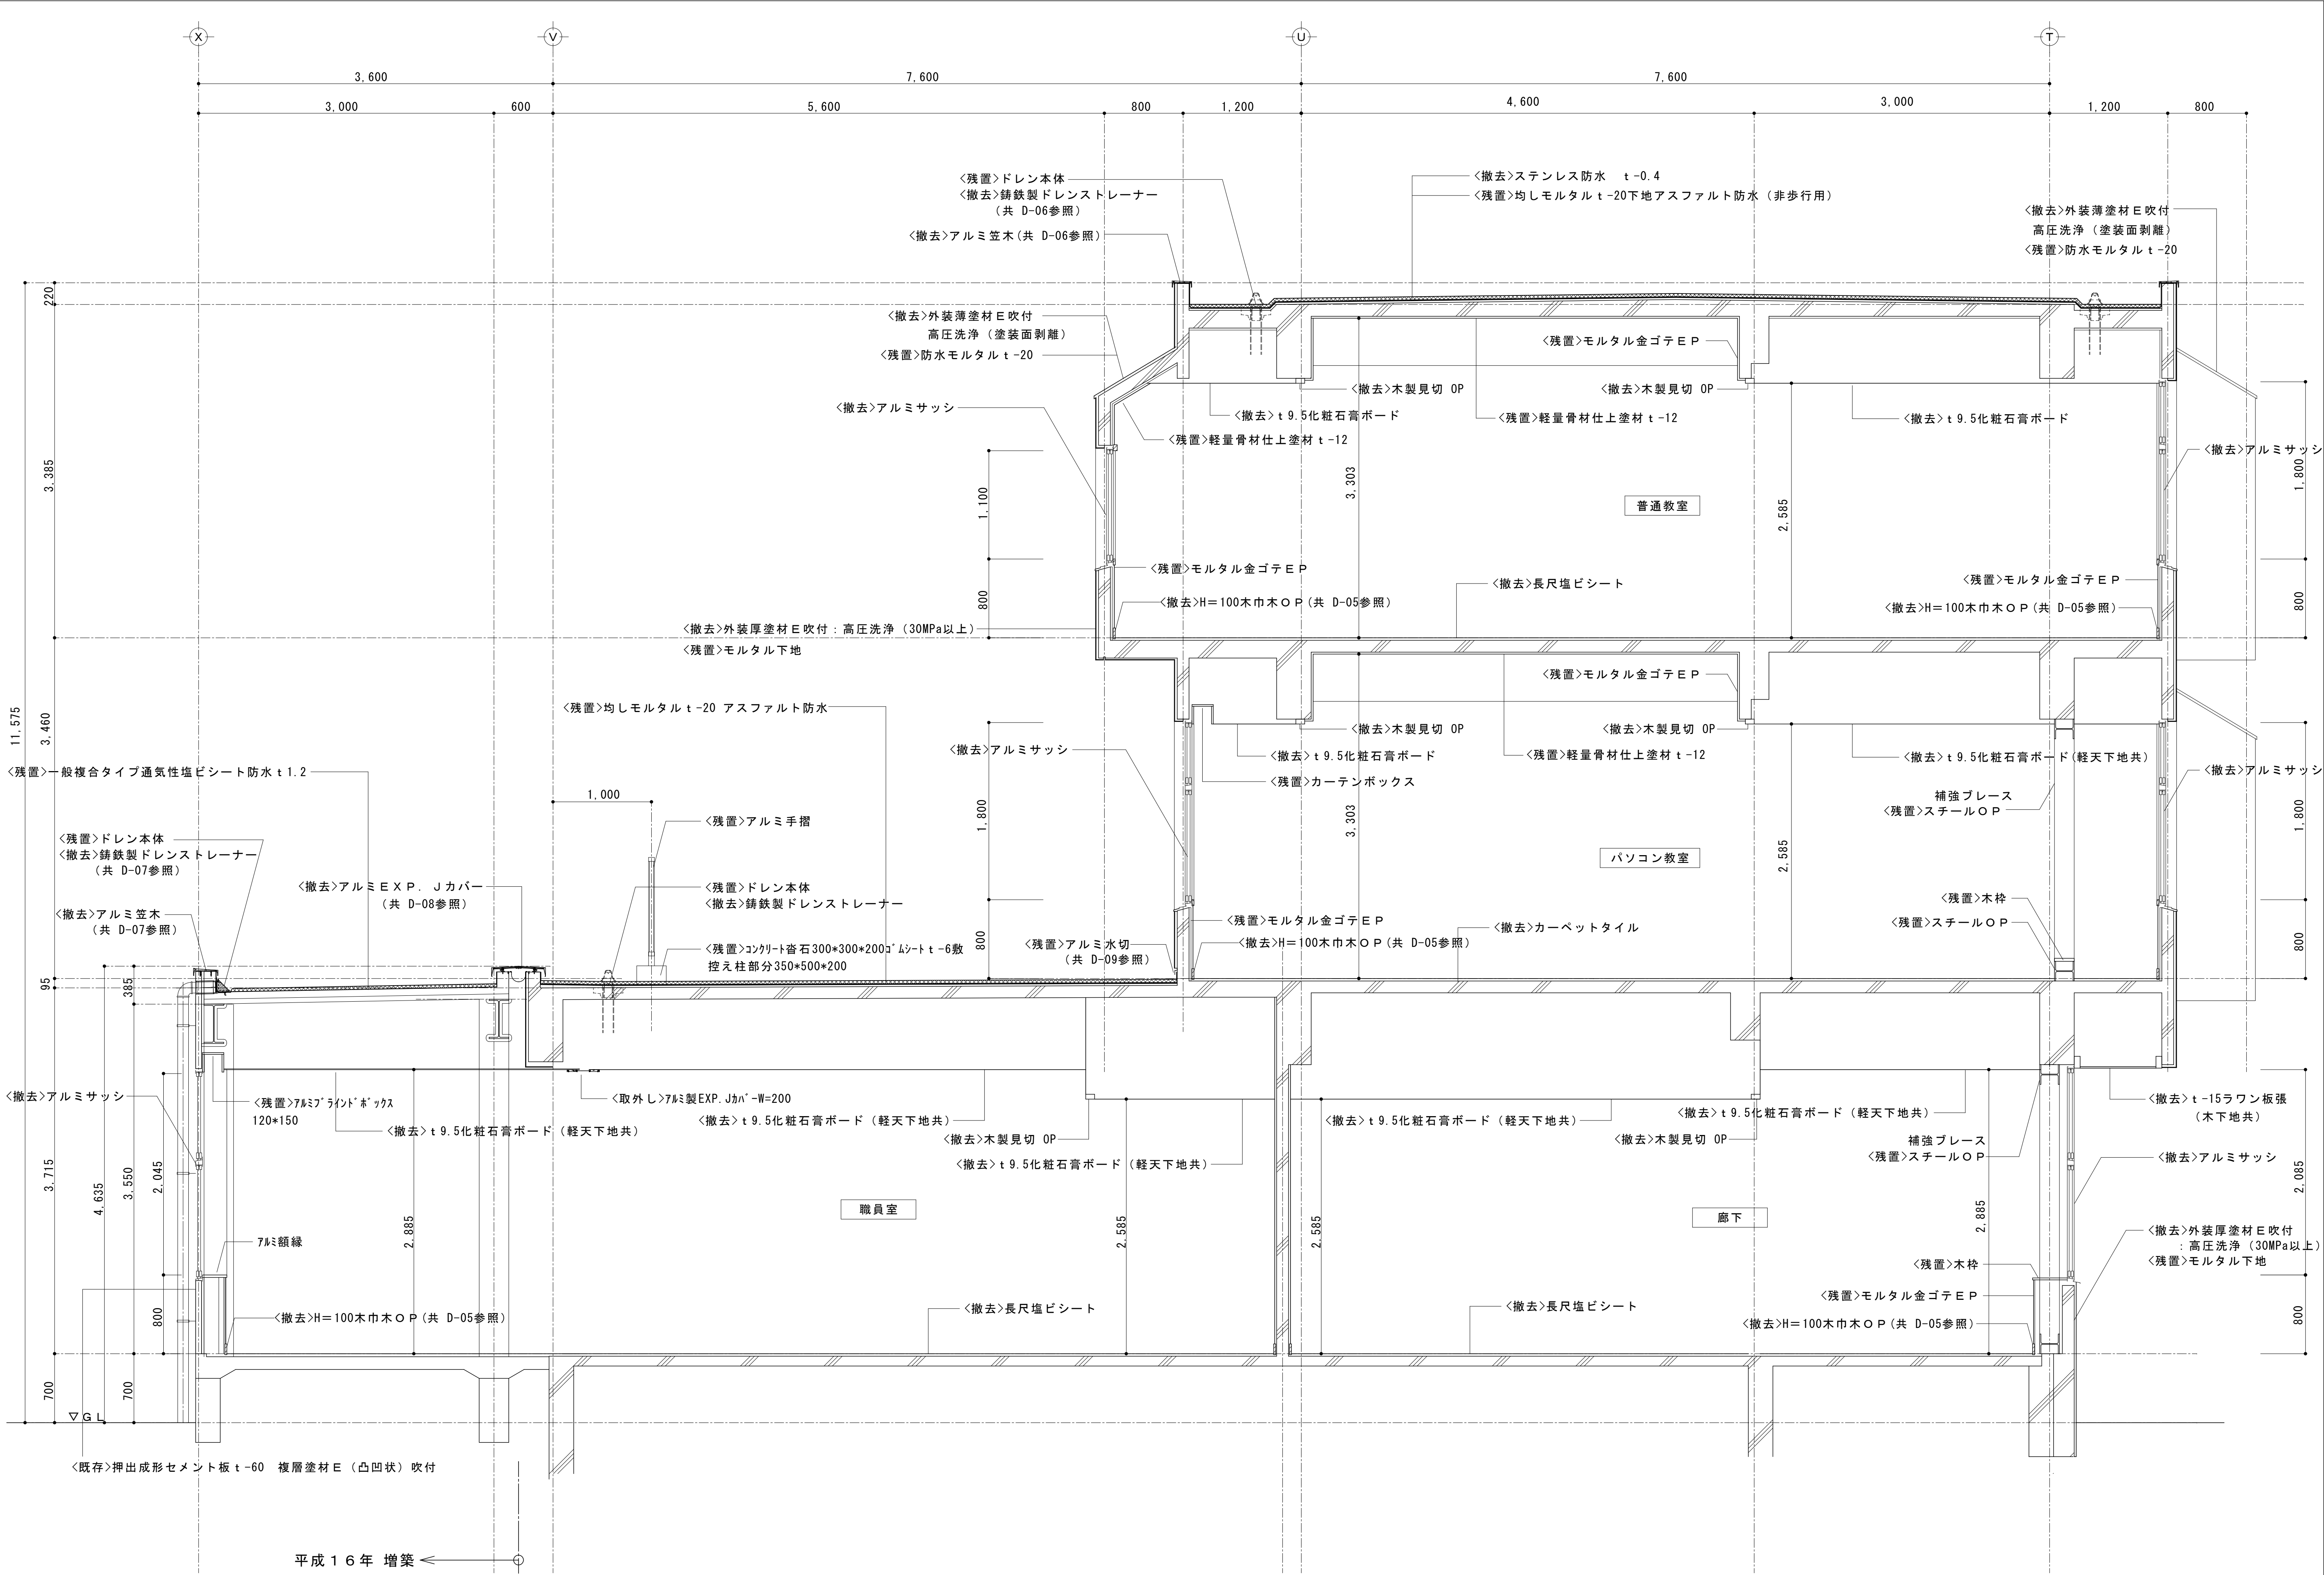 X
V
U
T
3,600
7,600
7,600
3,000
600
5,600
800
1,200
4,600
3,000
1,200
800
<残置>ドレン本体
<撤去>鋳鉄製ドレンストレーナー
(共 D-06参照)
<撤去>アルミ笠木(共 D-06参照)
<撤去>ステンレス防水 t-0.4
<残置>均しモルタルt-20下地アスファルト防水(非歩行用)
<撤去>外装薄塗材E吹付
高圧洗浄(塗装面剥離)
<残置>防水モルタルt-20
220
<撤去>外装薄塗材E吹付
高圧洗浄(塗装面剥離)
<残置>防水モルタルt-20
<残置>モルタル金ゴテEP
<撤去>木製見切 OP
<撤去>木製見切 OP
<撤去>アルミサッシ
<撤去>t9.5化粧石膏ボード
<残置>軽量骨材仕上塗材t-12
<撤去>t9.5化粧石膏ボード
<残置>軽量骨材仕上塗材t-12
<撤去>アルミサッシ
3,385
1,100
3,303
普通教室
2,585
1,800
<残置>モルタル金ゴテEP
<撤去>長尺塩ビシート
<残置>モルタル金ゴテEP
800
<撤去>H=100木巾木OP(共 D-05参照)
<撤去>H=100木巾木OP(共 D-05参照)
800
<撤去>外装厚塗材E吹付:高圧洗浄(30MPa以上)
<残置>モルタル下地
<残置>モルタル金ゴテEP
11,575
3,460
<残置>均しモルタルt-20 アスファルト防水
<撤去>木製見切 OP
<撤去>木製見切 OP
<撤去>アルミサッシ
<撤去>t9.5化粧石膏ボード
<残置>軽量骨材仕上塗材t-12
<撤去>t9.5化粧石膏ボード(軽天下地共)
<残置>一般複合タイプ通気性塩ビシート防水t1.2
<残置>カーテンボックス
<撤去>アルミサッシ
1,000
補強ブレース
<残置>スチールOP
1,800
3,303
2,585
1,800
<残置>アルミ手摺
<残置>ドレン本体
<撤去>鋳鉄製ドレンストレーナー
(共 D-07参照)
パソコン教室
<撤去>アルミEXP.Jカバー
(共 D-08参照)
<残置>ドレン本体
<撤去>鋳鉄製ドレンストレーナー
<残置>木枠
<撤去>アルミ笠木
(共 D-07参照)
<残置>モルタル金ゴテEP
<撤去>カーペットタイル
<残置>スチールOP
<残置>コンクリート沓石300*300*200ゴムシートt-6敷
控え柱部分350*500*200
800
<残置>アルミ水切
(共 D-09参照)
<撤去>H=100木巾木OP(共 D-05参照)
800
95
385
<撤去>アルミサッシ
<残置>アルミブラインドボックス
120*150
<取外し>アルミ製EXP.Jカバー-W=200
<撤去>t9.5化粧石膏ボード(軽天下地共)
<撤去>t9.5化粧石膏ボード(軽天下地共)
<撤去>木製見切 OP
<撤去>t9.5化粧石膏ボード(軽天下地共)
<撤去>t9.5化粧石膏ボード(軽天下地共)
<撤去>t9.5化粧石膏ボード(軽天下地共)
<撤去>木製見切 OP
<撤去>t-15ラワン板張
(木下地共)
補強ブレース
<残置>スチールOP
<撤去>アルミサッシ
3,715
4,635
3,550
2,045
2,885
職員室
2,585
2,585
廊下
2,885
2,085
アルミ額縁
<撤去>外装厚塗材E吹付
:高圧洗浄(30MPa以上)
<残置>モルタル下地
<残置>木枠
<残置>モルタル金ゴテEP
800
<撤去>H=100木巾木OP(共 D-05参照)
<撤去>長尺塩ビシート
<撤去>長尺塩ビシート
<撤去>H=100木巾木OP(共 D-05参照)
800
700
700
▽GL
<既存>押出成形セメント板t-60 複層塗材E(凸凹状)吹付
平成16年 増築